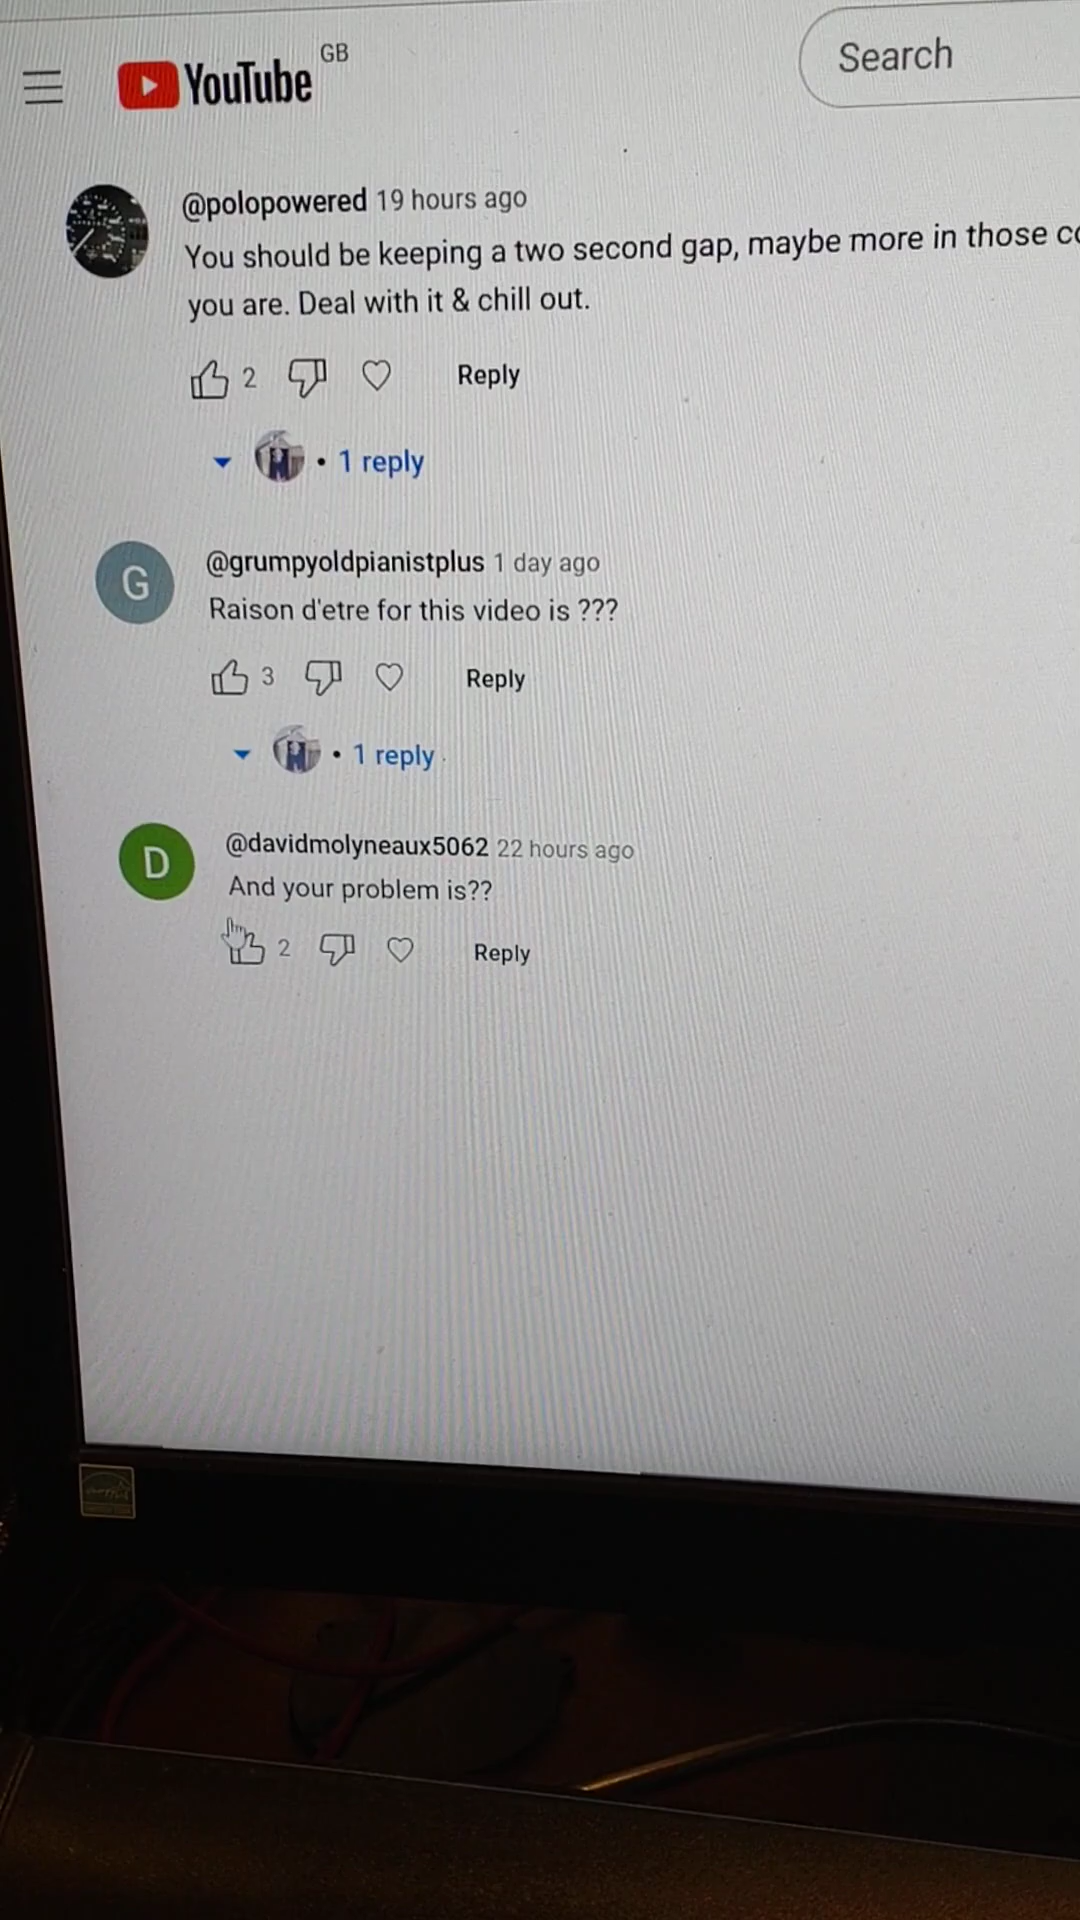 GB
YouTube
Search
@polopowered 19 hours ago
You should be keeping a two second gap, maybe more in those
you are. Deal with it & chill out.
2
Reply
• 1 reply
G
@grumpyoldpianistplus 1 day ago
Raison d'etre for this video is ???
3
Reply
• 1 reply
D
@davidmolyneaux5062 22 hours ago
And your problem is??
2
Reply